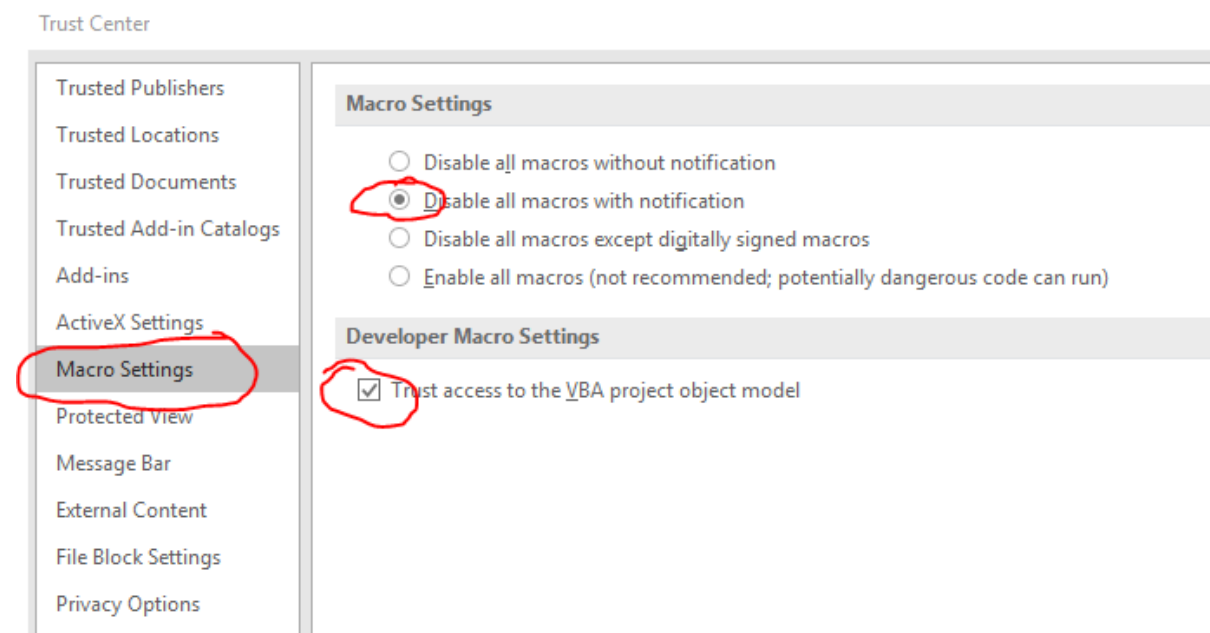 Trust Center
Trusted Publishers
Trusted Locations
Trusted Documents
Trusted Add-in Catalogs
Add-ins
ActiveX Settings
Macro Settings
Protected View
Message Bar
External Content
File Block Settings
Privacy Options
Macro Settings
Disable all macros without notification
Disable all macros with notification
Disable all macros except digitally signed macros
Enable all macros (not recommended; potentially dangerous code can run)
Developer Macro Settings
Trust access to the VBA project object model